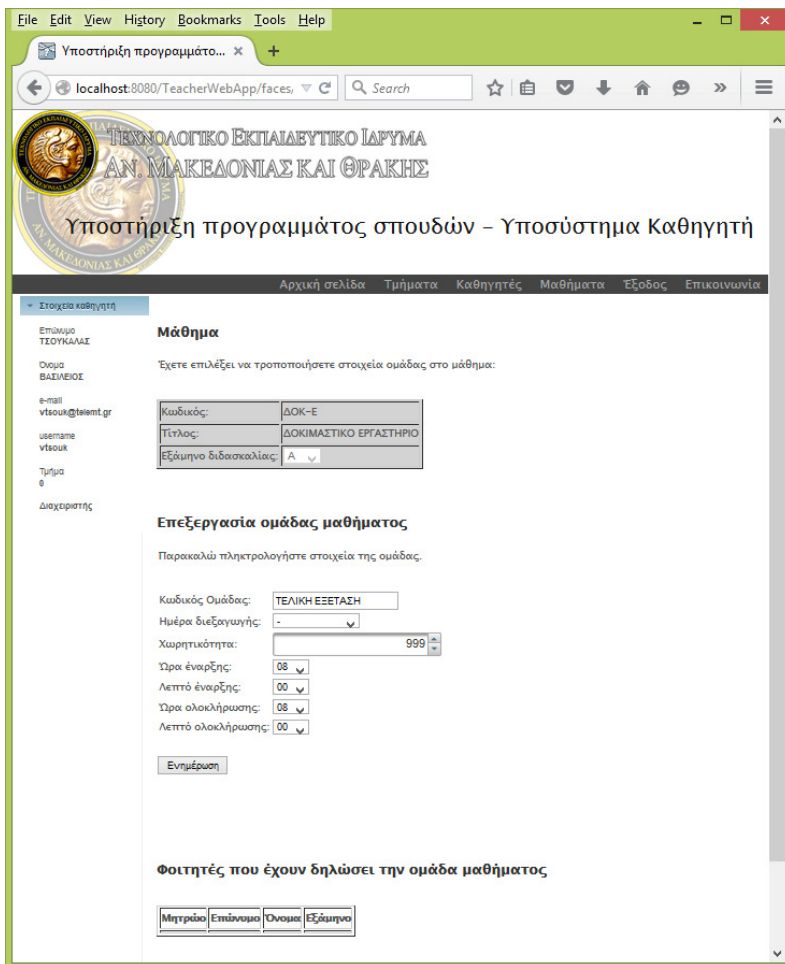 File Edit View History Bookmarks Tools Help
Υποστήριξη προγραμμάτο...
localhost:8080/TeacherWebApp/faces/
Search
ΤΕΧΝΟΛΟΓΙΚΟ ΕΚΠΑΙΔΕΥΤΙΚΟ ΙΔΡΥΜΑ
ΑΝ. ΜΑΚΕΔΟΝΙΑΣ ΚΑΙ ΘΡΑΚΗΣ
Υποστήριξη προγραμμάτος σπουδών – Υποσύστημα Καθηγητή
Αρχική σελίδα Τμήματα Καθηγητές Μαθήματα Έξοδος Επικοινωνία
Στοιχεία καθηγητή
Επώνυμο
ΤΣΟΥΚΑΛΑΣ
Όνομα
ΒΑΣΙΛΕΙΟΣ
e-mail
vtsouk@teiemt.gr
username
vtsouk
Τμήμα
0
Διαχειριστής
Μάθημα
Έχετε επιλέξει να τροποποιήσετε στοιχεία ομάδας στο μάθημα:
Κωδικός: ΔΟΚ-Ε
Τίτλος: ΔΟΚΙΜΑΣΤΙΚΟ ΕΡΓΑΣΤΗΡΙΟ
Εξάμηνο διδασκαλίας: Α
Επεξεργασία ομάδας μαθήματος
Παρακαλώ πληκτρολογήστε στοιχεία της ομάδας.
Κωδικός Ομάδας: ΤΕΛΙΚΗ ΕΞΕΤΑΣΗ
Ημέρα διεξαγωγής: -
Χωρητικότητα: 999
Ώρα έναρξης: 08
Λεπτό έναρξης: 00
Ώρα ολοκλήρωσης: 08
Λεπτό ολοκλήρωσης: 00
Ενημέρωση
Φοιτητές που έχουν δηλώσει την ομάδα μαθήματος
Μητρώο Επώνυμο Όνομα Εξάμηνο